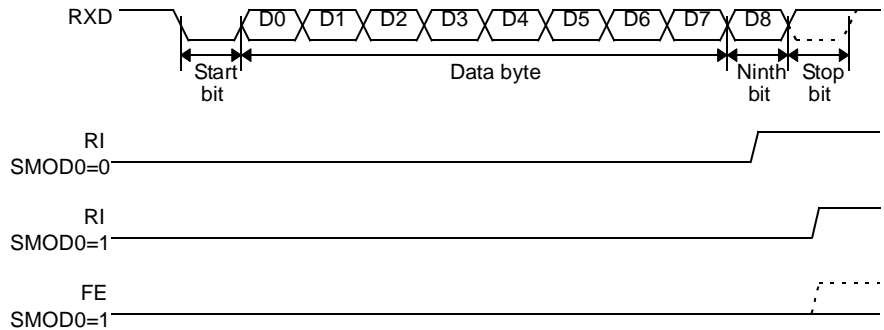 RXD D0 D1 D2 D3 D4 D5 D6 D7 D8
Start bit
Data byte
Ninth bit
Stop bit
RI
SMOD0=0
RI
SMOD0=1
FE
SMOD0=1